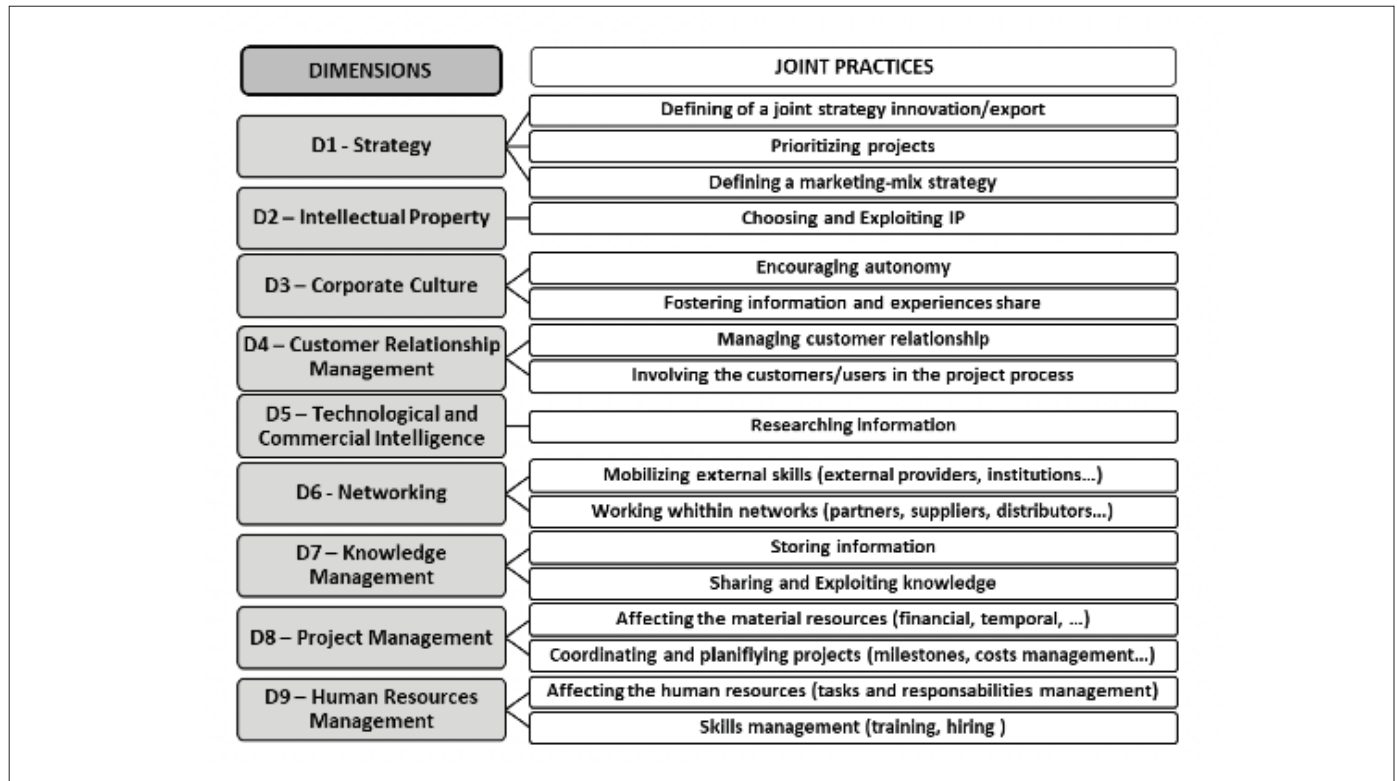 DIMENSIONS
JOINT PRACTICES
D1 - Strategy
Defining of a joint strategy innovation/export
Prioritizing projects
Defining a marketing-mix strategy
D2 – Intellectual Property
Choosing and Exploiting IP
D3 – Corporate Culture
Encouraging autonomy
Fostering information and experiences share
D4 – Customer Relationship
Management
Managing customer relationship
Involving the customers/users in the project process
D5 – Technological and
Commercial Intelligence
Researching information
D6 - Networking
Mobilizing external skills (external providers, institutions...)
Working whithin networks (partners, suppliers, distributors...)
D7 – Knowledge
Management
Storing information
Sharing and Exploiting knowledge
D8 – Project Management
Affecting the material resources (financial, temporal, ...)
Coordinating and planiflying projects (milestones, costs management...)
D9 – Human Resources
Management
Affecting the human resources (tasks and responsabilities management)
Skills management (training, hiring )